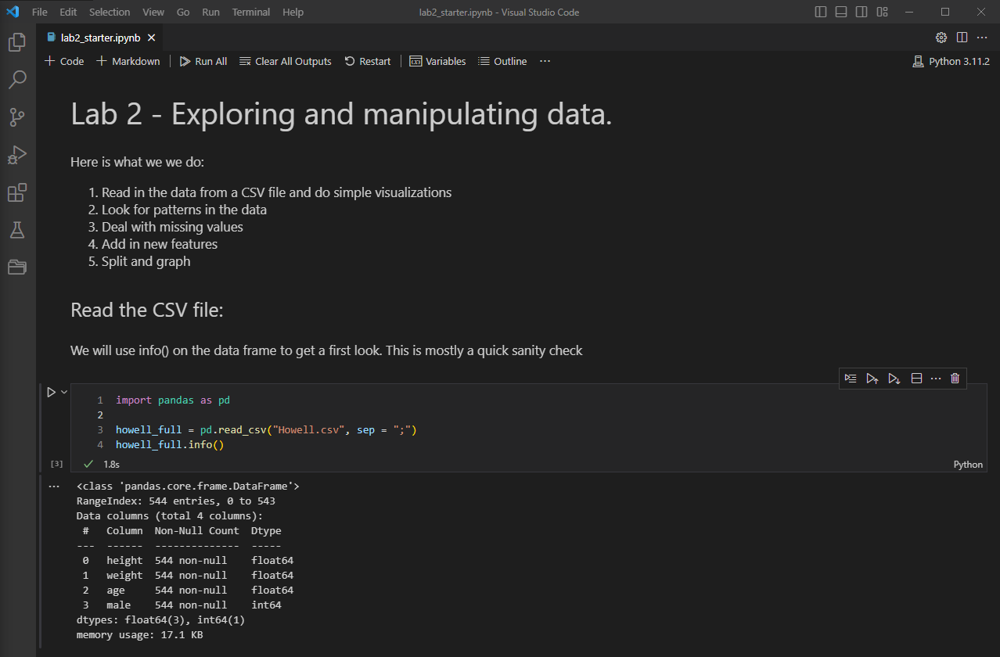 File Edit Selection View Go Run Terminal Help lab2_starter.ipynb - Visual Studio Code
lab2_starter.ipynb
Code Markdown Run All Clear All Outputs Restart Variables Outline ... Python 3.11.2
Lab 2 - Exploring and manipulating data.
Here is what we we do:
1. Read in the data from a CSV file and do simple visualizations
2. Look for patterns in the data
3. Deal with missing values
4. Add in new features
5. Split and graph
Read the CSV file:
We will use info() on the data frame to get a first look. This is mostly a quick sanity check
1 import pandas as pd
2
3 howell_full = pd.read_csv("Howell.csv", sep = ";")
4 howell_full.info()
[3] 1.8s Python
... <class 'pandas.core.frame.DataFrame'>
RangeIndex: 544 entries, 0 to 543
Data columns (total 4 columns):
 #   Column  Non-Null Count  Dtype
---  ------  --------------  -----
 0   height  544 non-null    float64
 1   weight  544 non-null    float64
 2   age     544 non-null    float64
 3   male    544 non-null    int64
dtypes: float64(3), int64(1)
memory usage: 17.1 KB